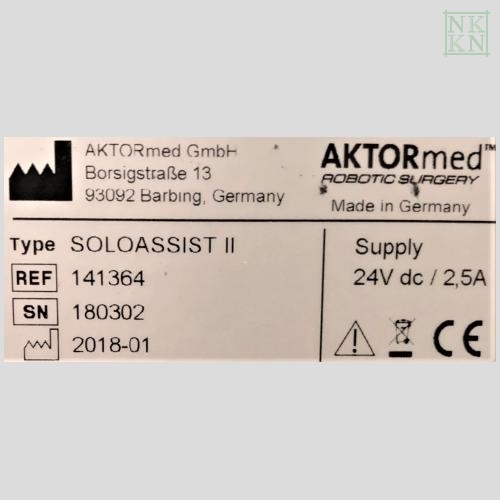 NK
KN
AKTORmed GmbH
Borsigstraße 13
93092 Barbing, Germany
AKTORmed™
ROBOTIC SURGERY
Made in Germany
Type SOLOASSIST II
REF 141364
SN 180302
2018-01
Supply
24V dc / 2,5A
CE